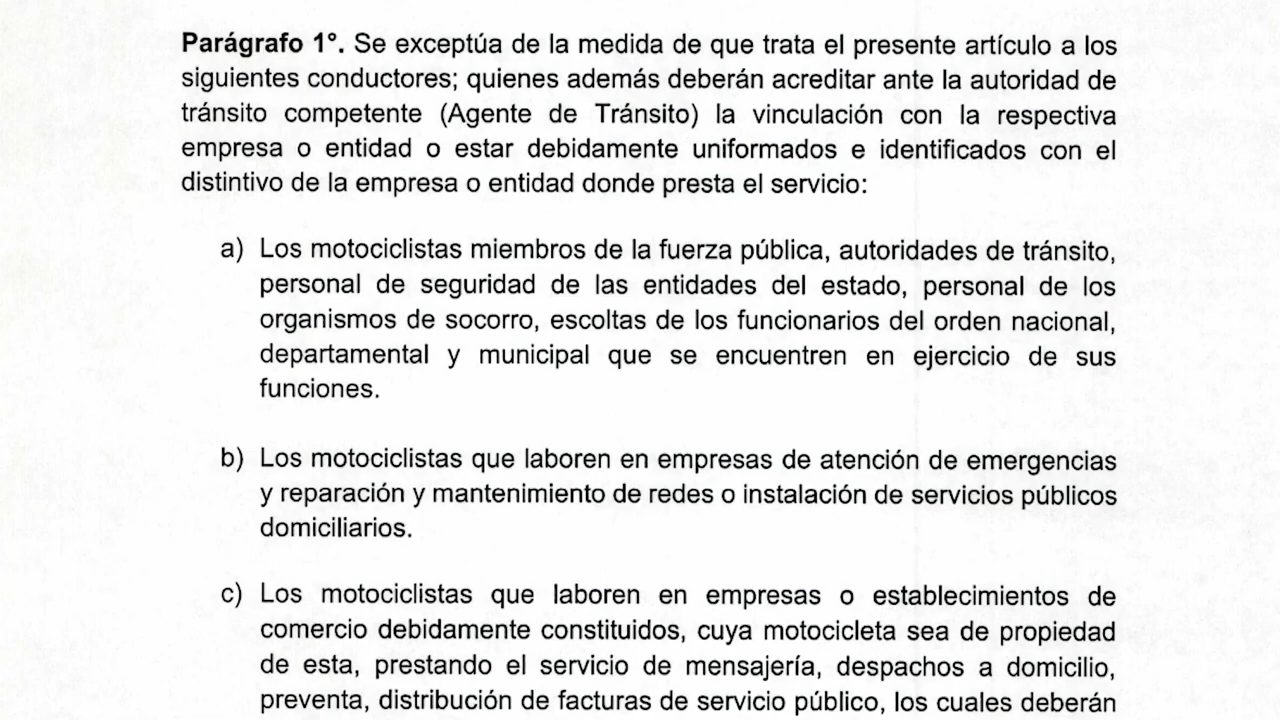 Parágrafo 1°. Se exceptúa de la medida de que trata el presente artículo a los
siguientes conductores; quienes además deberán acreditar ante la autoridad de
tránsito competente (Agente de Tránsito) la vinculación con la respectiva
empresa o entidad o estar debidamente uniformados e identificados con el
distintivo de la empresa o entidad donde presta el servicio:
a) Los motociclistas miembros de la fuerza pública, autoridades de tránsito,
personal de seguridad de las entidades del estado, personal de los
organismos de socorro, escoltas de los funcionarios del orden nacional,
departamental y municipal que se encuentren en ejercicio de sus
funciones.
b) Los motociclistas que laboren en empresas de atención de emergencias
y reparación y mantenimiento de redes o instalación de servicios públicos
domiciliarios.
c) Los motociclistas que laboren en empresas o establecimientos de
comercio debidamente constituidos, cuya motocicleta sea de propiedad
de esta, prestando el servicio de mensajería, despachos a domicilio,
preventa, distribución de facturas de servicio público, los cuales deberán